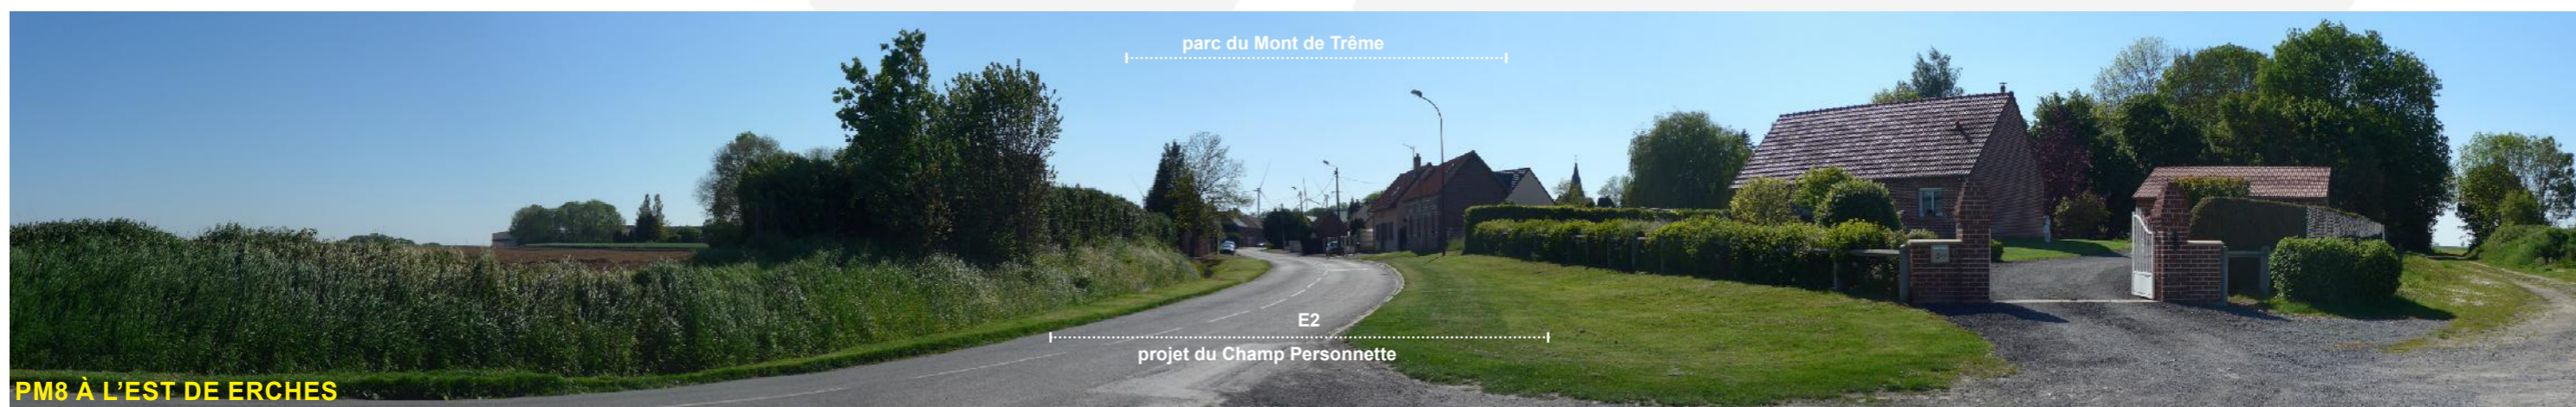 parc du Mont de Trême
E2
projet du Champ Personnette
PM8 À L'EST DE ERCHES